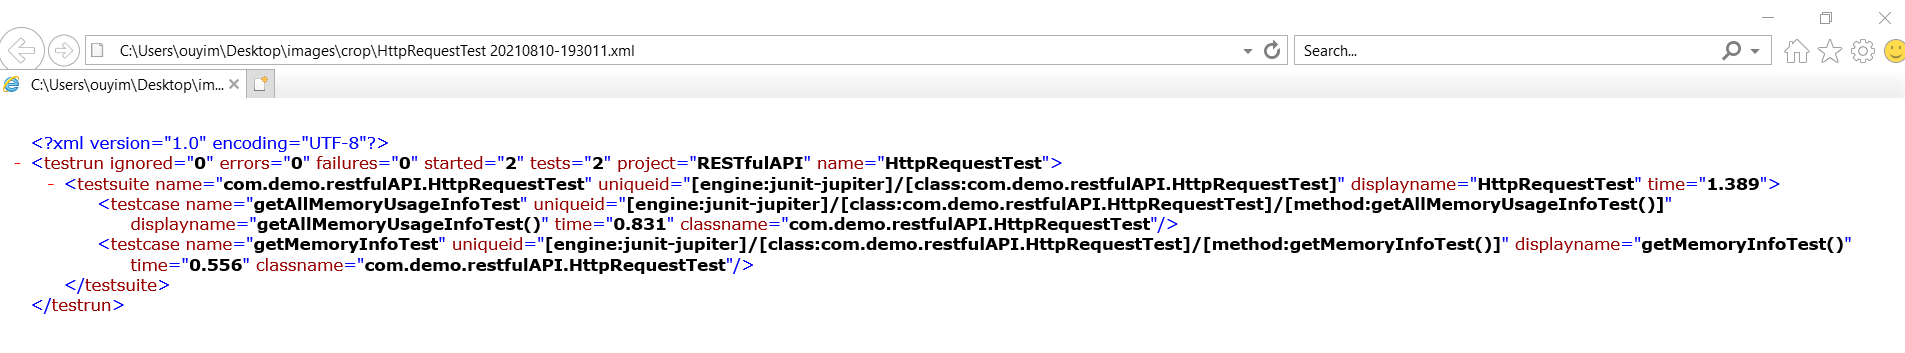 C:\Users\ouyim\Desktop\images\crop\HttpRequestTest 20210810-193011.xml
Search...
C:\Users\ouyim\Desktop\im...
<?xml version="1.0" encoding="UTF-8"?>
- <testrun ignored="0" errors="0" failures="0" started="2" tests="2" project="RESTfulAPI" name="HttpRequestTest">
- <testsuite name="com.demo.restfulAPI.HttpRequestTest" uniqueid="[engine:junit-jupiter]/[class:com.demo.restfulAPI.HttpRequestTest]" displayname="HttpRequestTest" time="1.389">
<testcase name="getAllMemoryUsageInfoTest" uniqueid="[engine:junit-jupiter]/[class:com.demo.restfulAPI.HttpRequestTest]/[method:getAllMemoryUsageInfoTest()]"
displayname="getAllMemoryUsageInfoTest()" time="0.831" classname="com.demo.restfulAPI.HttpRequestTest"/>
<testcase name="getMemoryInfoTest" uniqueid="[engine:junit-jupiter]/[class:com.demo.restfulAPI.HttpRequestTest]/[method:getMemoryInfoTest()]" displayname="getMemoryInfoTest()"
time="0.556" classname="com.demo.restfulAPI.HttpRequestTest"/>
</testsuite>
</testrun>